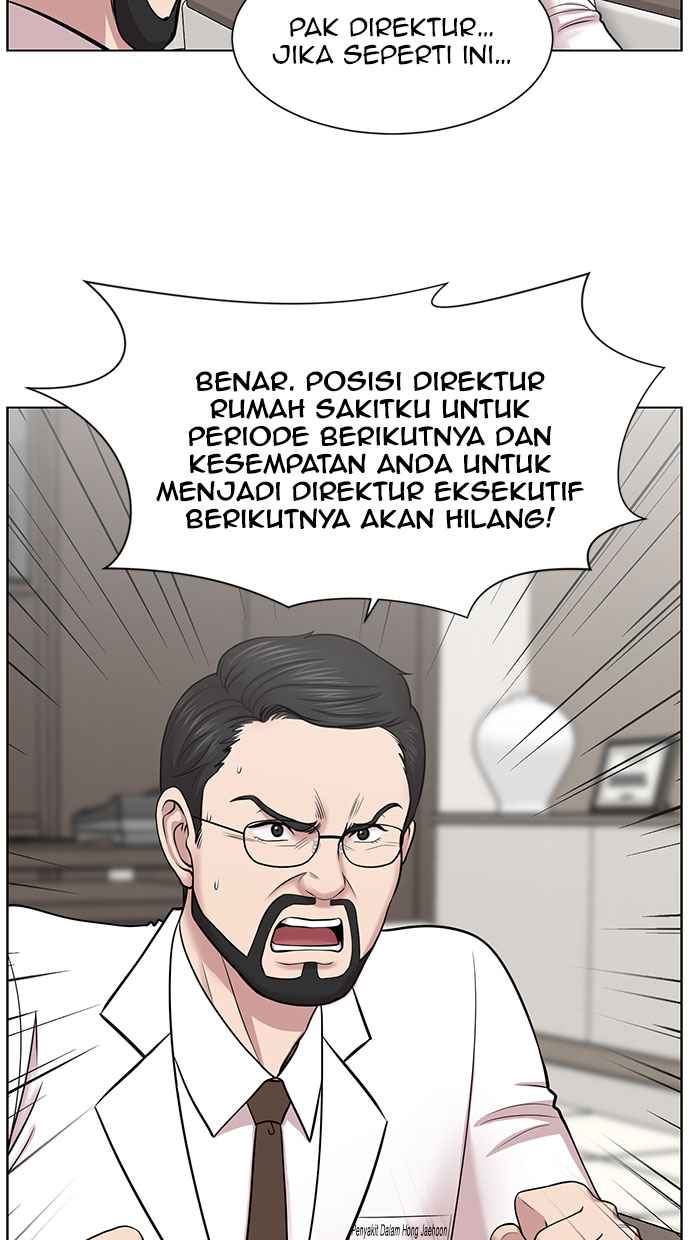 PAK DIREKTUR...
JIKA SEPERTI INI...
BENAR. POSISI DIREKTUR
RUMAH SAKITKU UNTUK
PERIODE BERIKUTNYA DAN
KESEMPATAN ANDA UNTUK
MENJADI DIREKTUR EKSEKUTIF
BERIKUTNYA AKAN HILANG!
Penyakit Dalam Hong Jaehoon